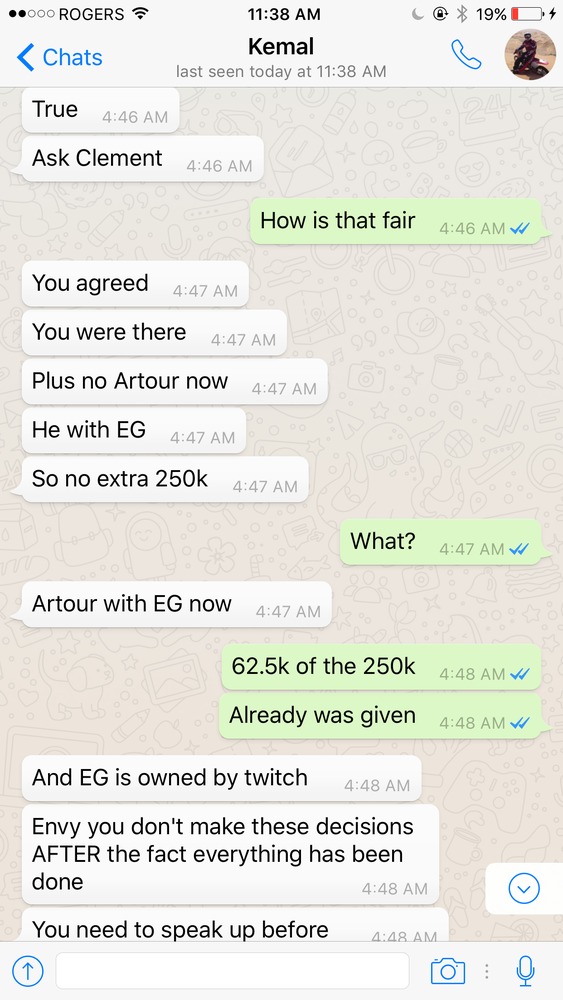 ROGERS 11:38 AM 19%
Chats Kemal
last seen today at 11:38 AM
True 4:46 AM
Ask Clement 4:46 AM
How is that fair 4:46 AM
You agreed 4:47 AM
You were there 4:47 AM
Plus no Artour now 4:47 AM
He with EG 4:47 AM
So no extra 250k 4:47 AM
What? 4:47 AM
Artour with EG now 4:47 AM
62.5k of the 250k 4:48 AM
Already was given 4:48 AM
And EG is owned by twitch 4:48 AM
Envy you don't make these decisions
AFTER the fact everything has been
done 4:48 AM
You need to speak up before 4:48 AM